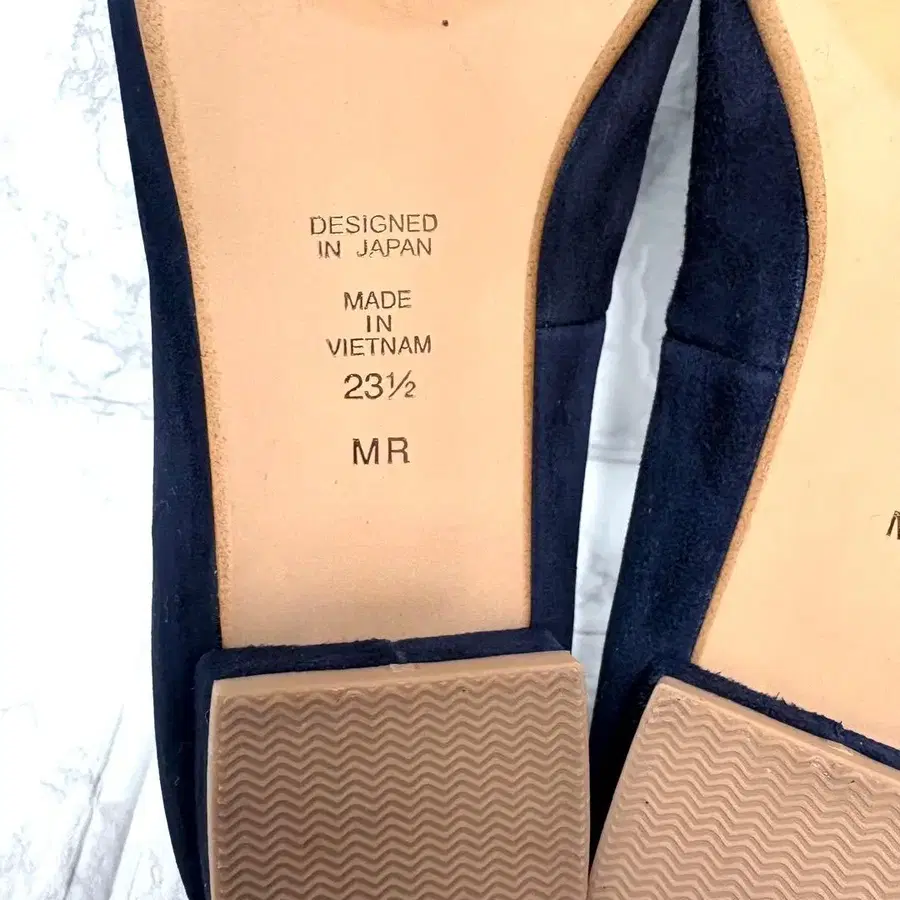 DESIGNED
IN JAPAN
MADE
IN
VIETNAM
23½
MR